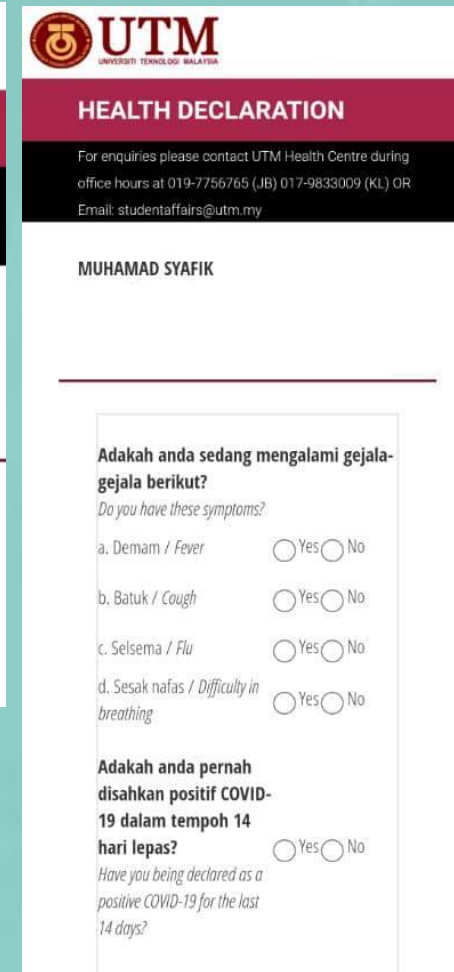 UTM
UNIVERSITI TEKNOLOGI MALAYSIA
HEALTH DECLARATION
For enquiries please contact UTM Health Centre during
office hours at 019-7756765 (JB) 017-9833009 (KL) OR
Email: studentaffairs@utm.my
MUHAMAD SYAFIK
Adakah anda sedang mengalami gejala-
gejala berikut?
Do you have these symptoms?
a. Demam / Fever Yes No
b. Batuk / Cough Yes No
c. Selsema / Flu Yes No
d. Sesak nafas / Difficulty in
breathing Yes No
Adakah anda pernah
disahkan positif COVID-
19 dalam tempoh 14
hari lepas? Yes No
Have you being declared as a
positive COVID-19 for the last
14 days?